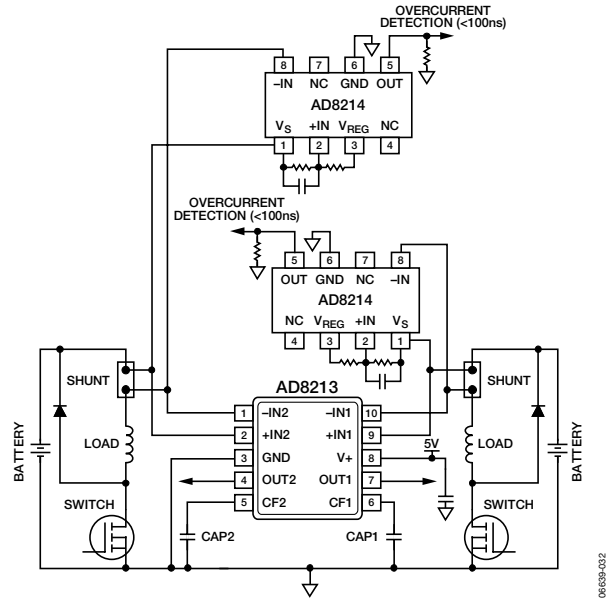 OVERCURRENT
DETECTION (<100ns)
8 7 6 5
–IN NC GND OUT
AD8214
VS +IN VREG NC
1 2 3 4
OVERCURRENT
DETECTION (<100ns)
5 6 7 8
OUT GND NC –IN
AD8214
NC VREG +IN VS
4 3 2 1
SHUNT
SHUNT
AD8213
1 –IN2 –IN1 10
2 +IN2 +IN1 9
3 GND V+ 8
4 OUT2 OUT1 7
5 CF2 CF1 6
5V
BATTERY
LOAD
LOAD
BATTERY
SWITCH
SWITCH
CAP2
CAP1
06639-032